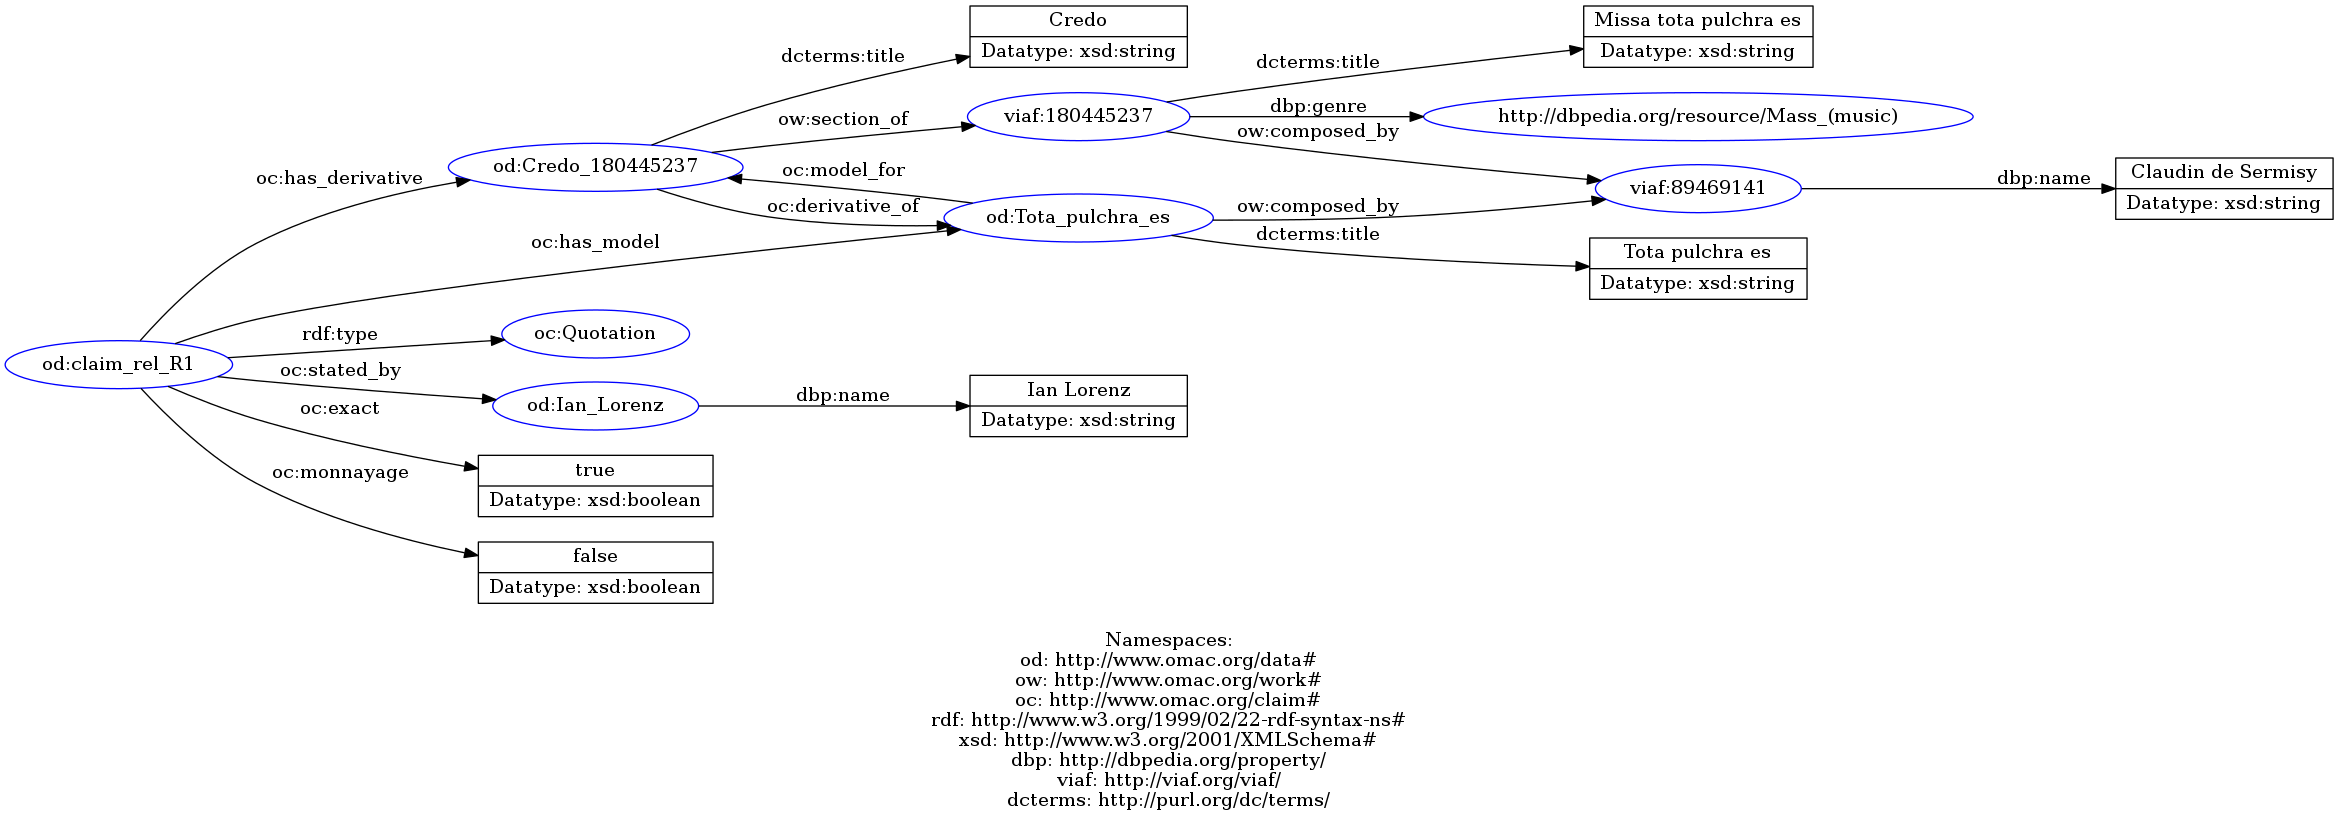 Credo
Datatype: xsd:string
Missa tota pulchra es
Datatype: xsd:string
dcterms:title
dcterms:title
viaf:180445237
dbp:genre
http://dbpedia.org/resource/Mass_(music)
ow:section_of
ow:composed_by
od:Credo_180445237
oc:has_derivative
oc:model_for
viaf:89469141
dbp:name
Claudin de Sermisy
Datatype: xsd:string
oc:derivative_of
od:Tota_pulchra_es
ow:composed_by
dcterms:title
oc:has_model
Tota pulchra es
Datatype: xsd:string
rdf:type
oc:Quotation
od:claim_rel_R1
oc:stated_by
od:Ian_Lorenz
dbp:name
Ian Lorenz
Datatype: xsd:string
oc:exact
true
Datatype: xsd:boolean
oc:monnayage
false
Datatype: xsd:boolean
Namespaces:
od: http://www.omac.org/data#
ow: http://www.omac.org/work#
oc: http://www.omac.org/claim#
rdf: http://www.w3.org/1999/02/22-rdf-syntax-ns#
xsd: http://www.w3.org/2001/XMLSchema#
dbp: http://dbpedia.org/property/
viaf: http://viaf.org/viaf/
dcterms: http://purl.org/dc/terms/